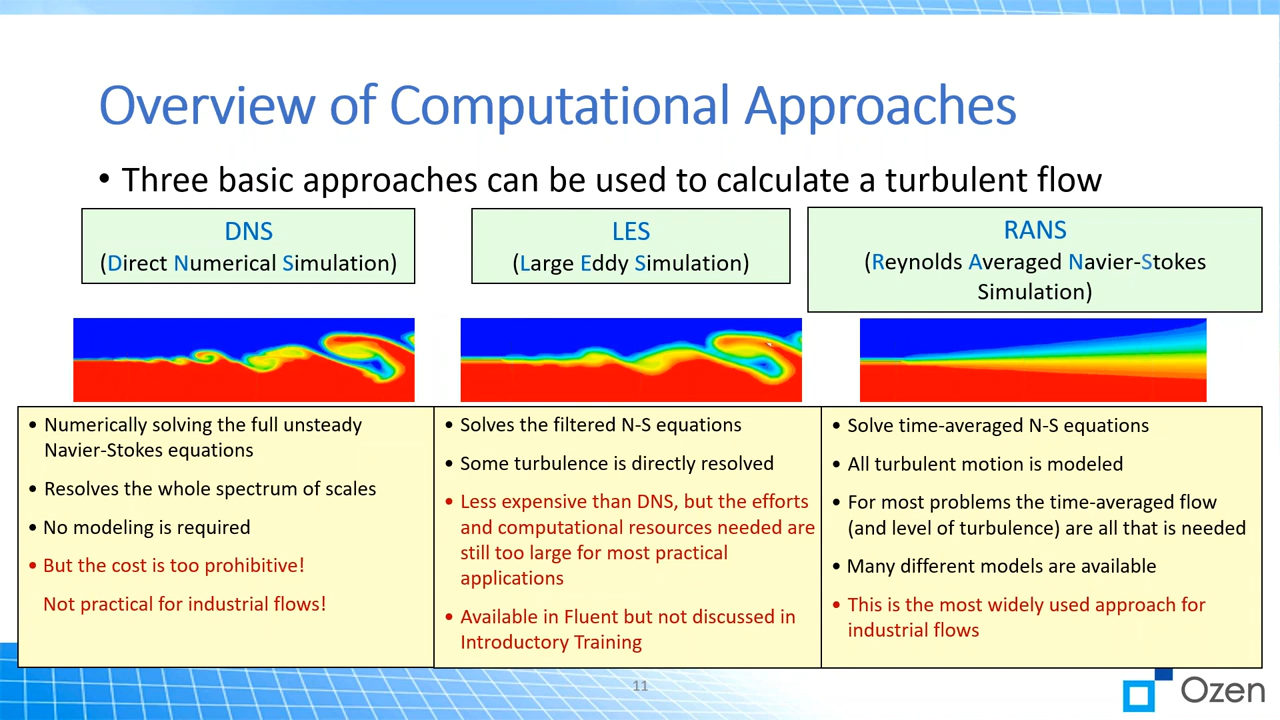 Overview of Computational Approaches
• Three basic approaches can be used to calculate a turbulent flow
DNS
(Direct Numerical Simulation)
LES
(Large Eddy Simulation)
RANS
(Reynolds Averaged Navier-Stokes
Simulation)
• Numerically solving the full unsteady
Navier-Stokes equations
• Resolves the whole spectrum of scales
• No modeling is required
• But the cost is too prohibitive!
Not practical for industrial flows!
• Solves the filtered N-S equations
• Some turbulence is directly resolved
• Less expensive than DNS, but the efforts
and computational resources needed are
still too large for most practical
applications
• Available in Fluent but not discussed in
Introductory Training
• Solve time-averaged N-S equations
• All turbulent motion is modeled
• For most problems the time-averaged flow
(and level of turbulence) are all that is needed
• Many different models are available
• This is the most widely used approach for
industrial flows
11
Ozen